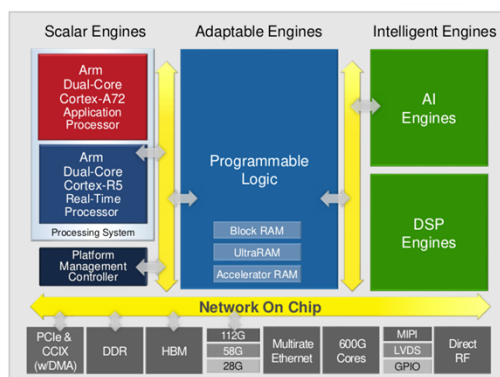 Scalar Engines
Adaptable Engines
Intelligent Engines
Arm
Dual-Core
Cortex-A72
Application
Processor
Arm
Dual-Core
Cortex-R5
Real-Time
Processor
Processing System
Platform
Management
Controller
Programmable
Logic
Block RAM
UltraRAM
Accelerator RAM
AI
Engines
DSP
Engines
Network On Chip
PCIe &
CCIX
(w/DMA)
DDR
HBM
112G
58G
28G
Multirate
Ethernet
600G
Cores
MIPI
LVDS
GPIO
Direct
RF